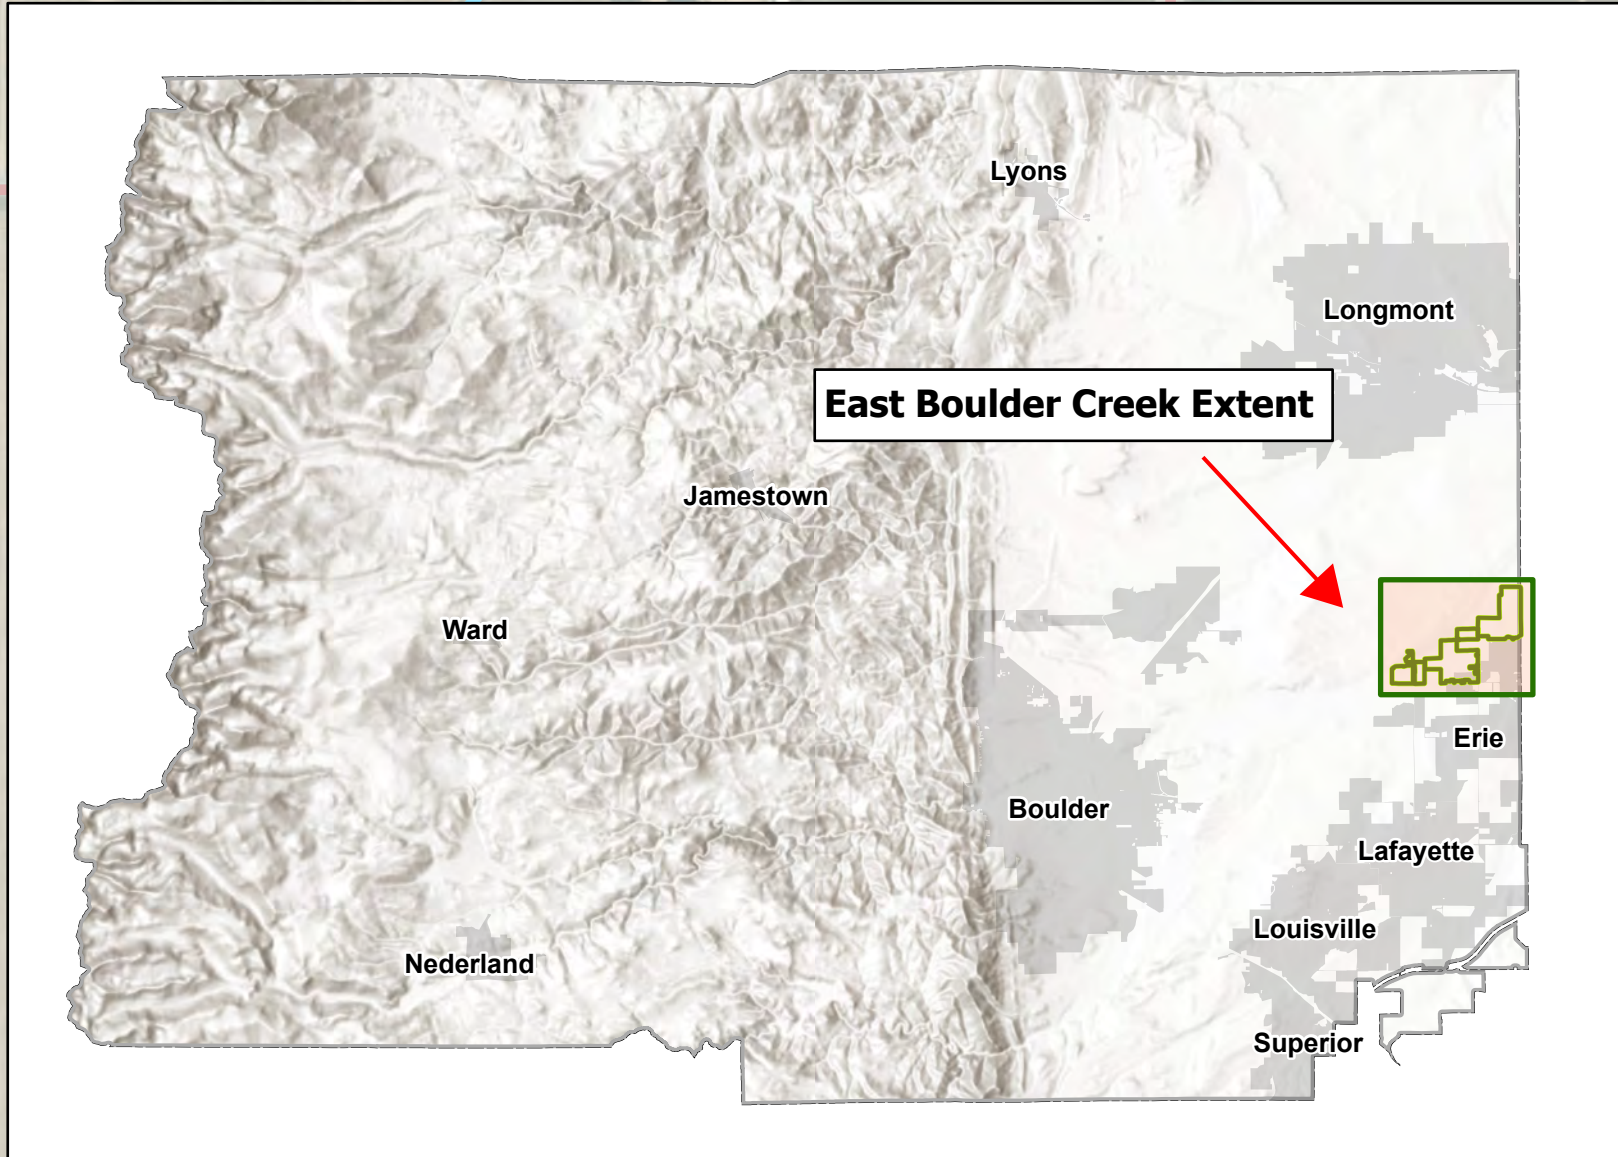 Lyons
Longmont
East Boulder Creek Extent
Jamestown
Ward
Erie
Boulder
Lafayette
Louisville
Nederland
Superior